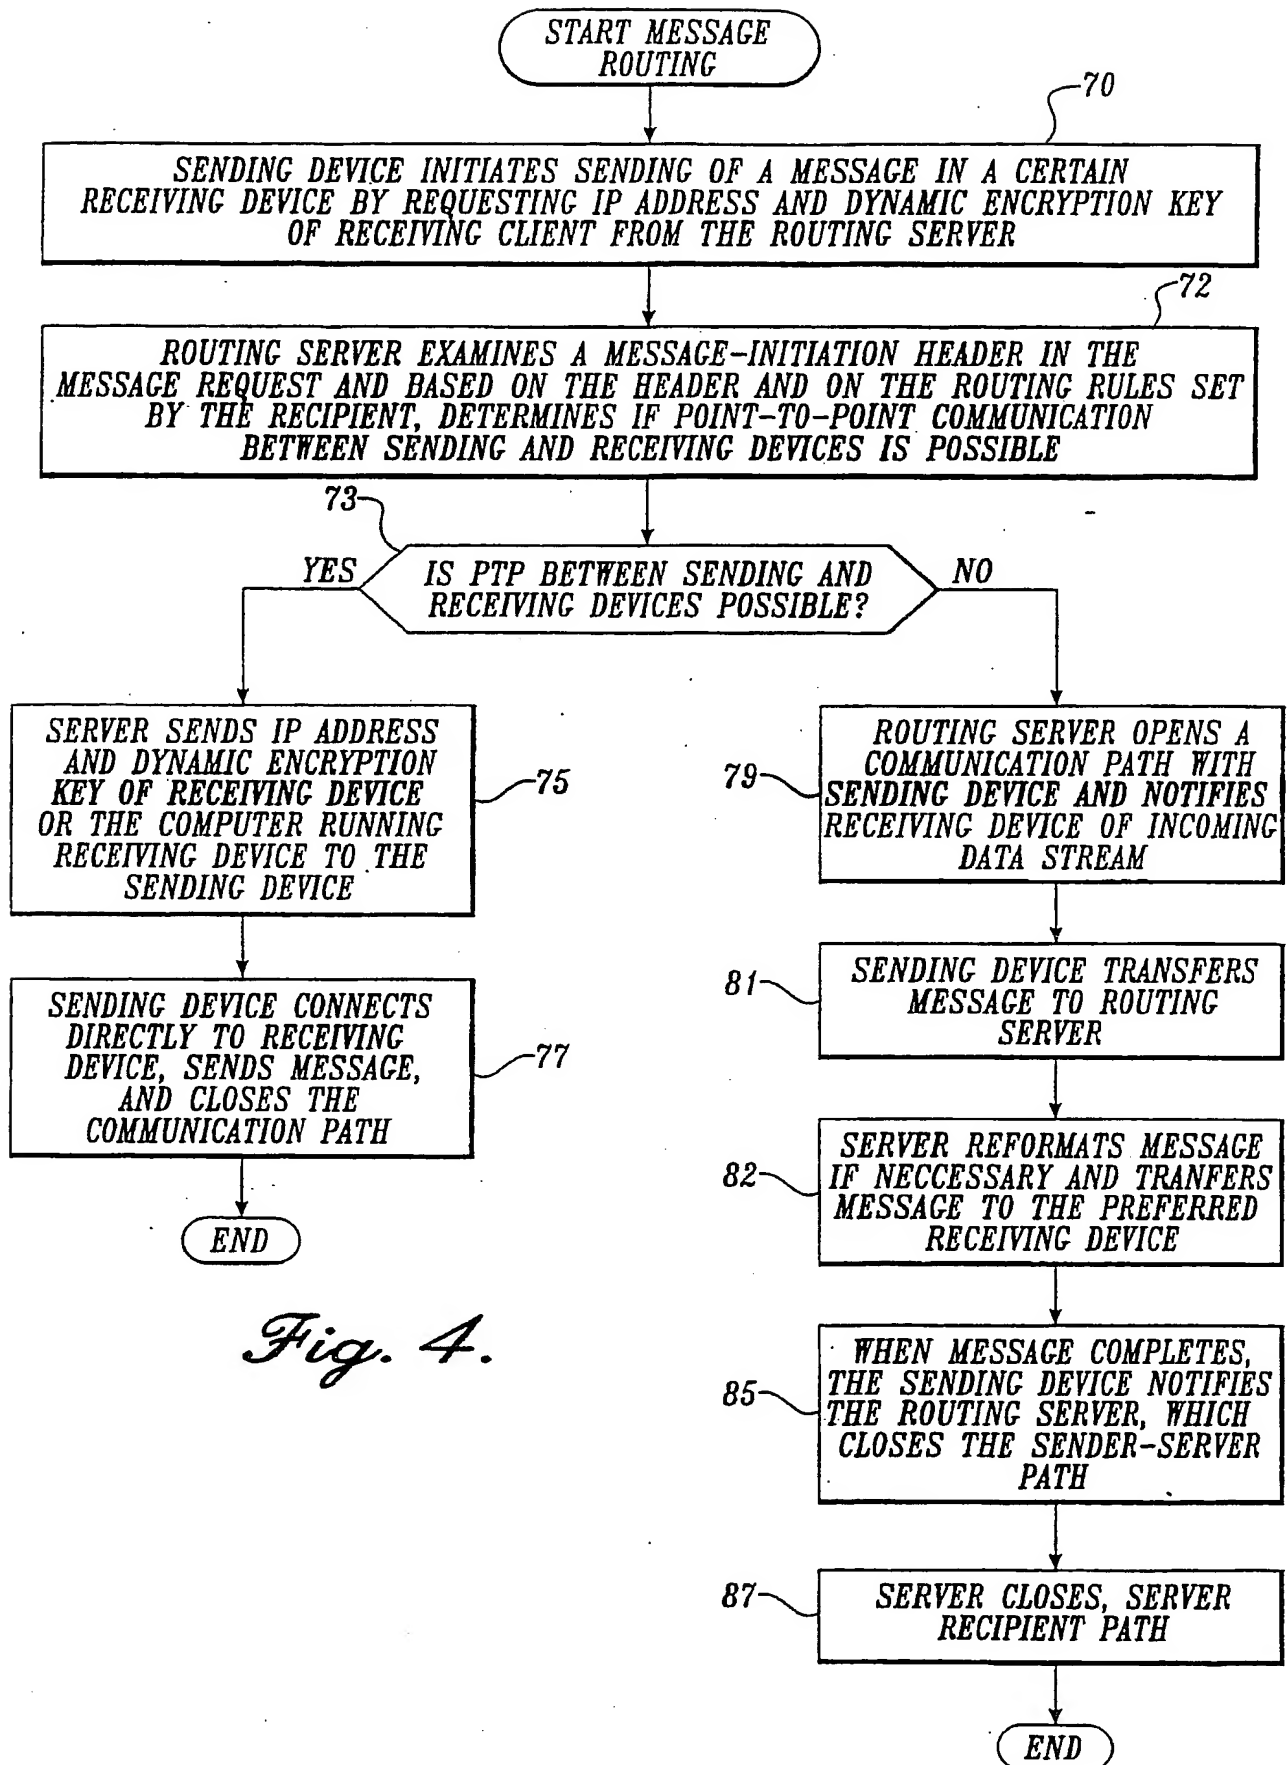 START MESSAGE
ROUTING
70
SENDING DEVICE INITIATES SENDING OF A MESSAGE IN A CERTAIN
RECEIVING DEVICE BY REQUESTING IP ADDRESS AND DYNAMIC ENCRYPTION KEY
OF RECEIVING CLIENT FROM THE ROUTING SERVER
72
ROUTING SERVER EXAMINES A MESSAGE-INITIATION HEADER IN THE
MESSAGE REQUEST AND BASED ON THE HEADER AND ON THE ROUTING RULES SET
BY THE RECIPIENT, DETERMINES IF POINT-TO-POINT COMMUNICATION
BETWEEN SENDING AND RECEIVING DEVICES IS POSSIBLE
73
YES
IS PTP BETWEEN SENDING AND
RECEIVING DEVICES POSSIBLE?
NO
SERVER SENDS IP ADDRESS
AND DYNAMIC ENCRYPTION
KEY OF RECEIVING DEVICE
OR THE COMPUTER RUNNING
RECEIVING DEVICE TO THE
SENDING DEVICE
75
SENDING DEVICE CONNECTS
DIRECTLY TO RECEIVING
DEVICE, SENDS MESSAGE,
AND CLOSES THE
COMMUNICATION PATH
77
END
Fig. 4.
ROUTING SERVER OPENS A
COMMUNICATION PATH WITH
SENDING DEVICE AND NOTIFIES
RECEIVING DEVICE OF INCOMING
DATA STREAM
79
SENDING DEVICE TRANSFERS
MESSAGE TO ROUTING
SERVER
81
SERVER REFORMATS MESSAGE
IF NECCESSARY AND TRANFERS
MESSAGE TO THE PREFERRED
RECEIVING DEVICE
82
WHEN MESSAGE COMPLETES,
THE SENDING DEVICE NOTIFIES
THE ROUTING SERVER, WHICH
CLOSES THE SENDER-SERVER
PATH
85
SERVER CLOSES, SERVER
RECIPIENT PATH
87
END